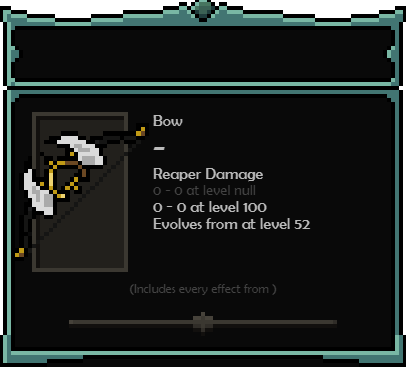 Bow
–
Reaper Damage
0 - 0 at level null
0 - 0 at level 100
Evolves from at level 52
(Includes every effect from )